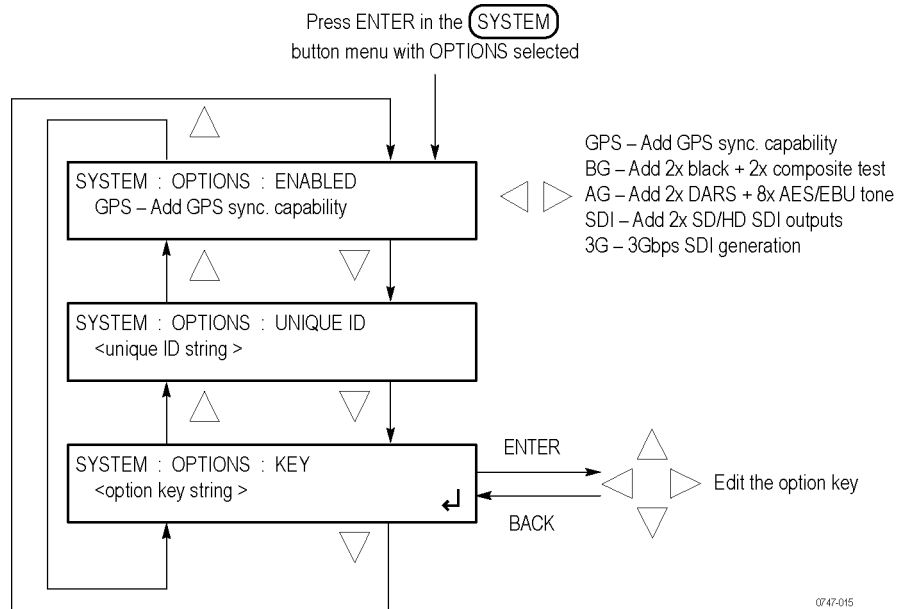 Press ENTER in the SYSTEM
button menu with OPTIONS selected
SYSTEM : OPTIONS : ENABLED
GPS – Add GPS sync. capability
GPS – Add GPS sync. capability
BG – Add 2x black + 2x composite test
AG – Add 2x DARS + 8x AES/EBU tone
SDI – Add 2x SD/HD SDI outputs
3G – 3Gbps SDI generation
SYSTEM : OPTIONS : UNIQUE ID
<unique ID string >
SYSTEM : OPTIONS : KEY
<option key string >
ENTER
BACK
Edit the option key
0747-015